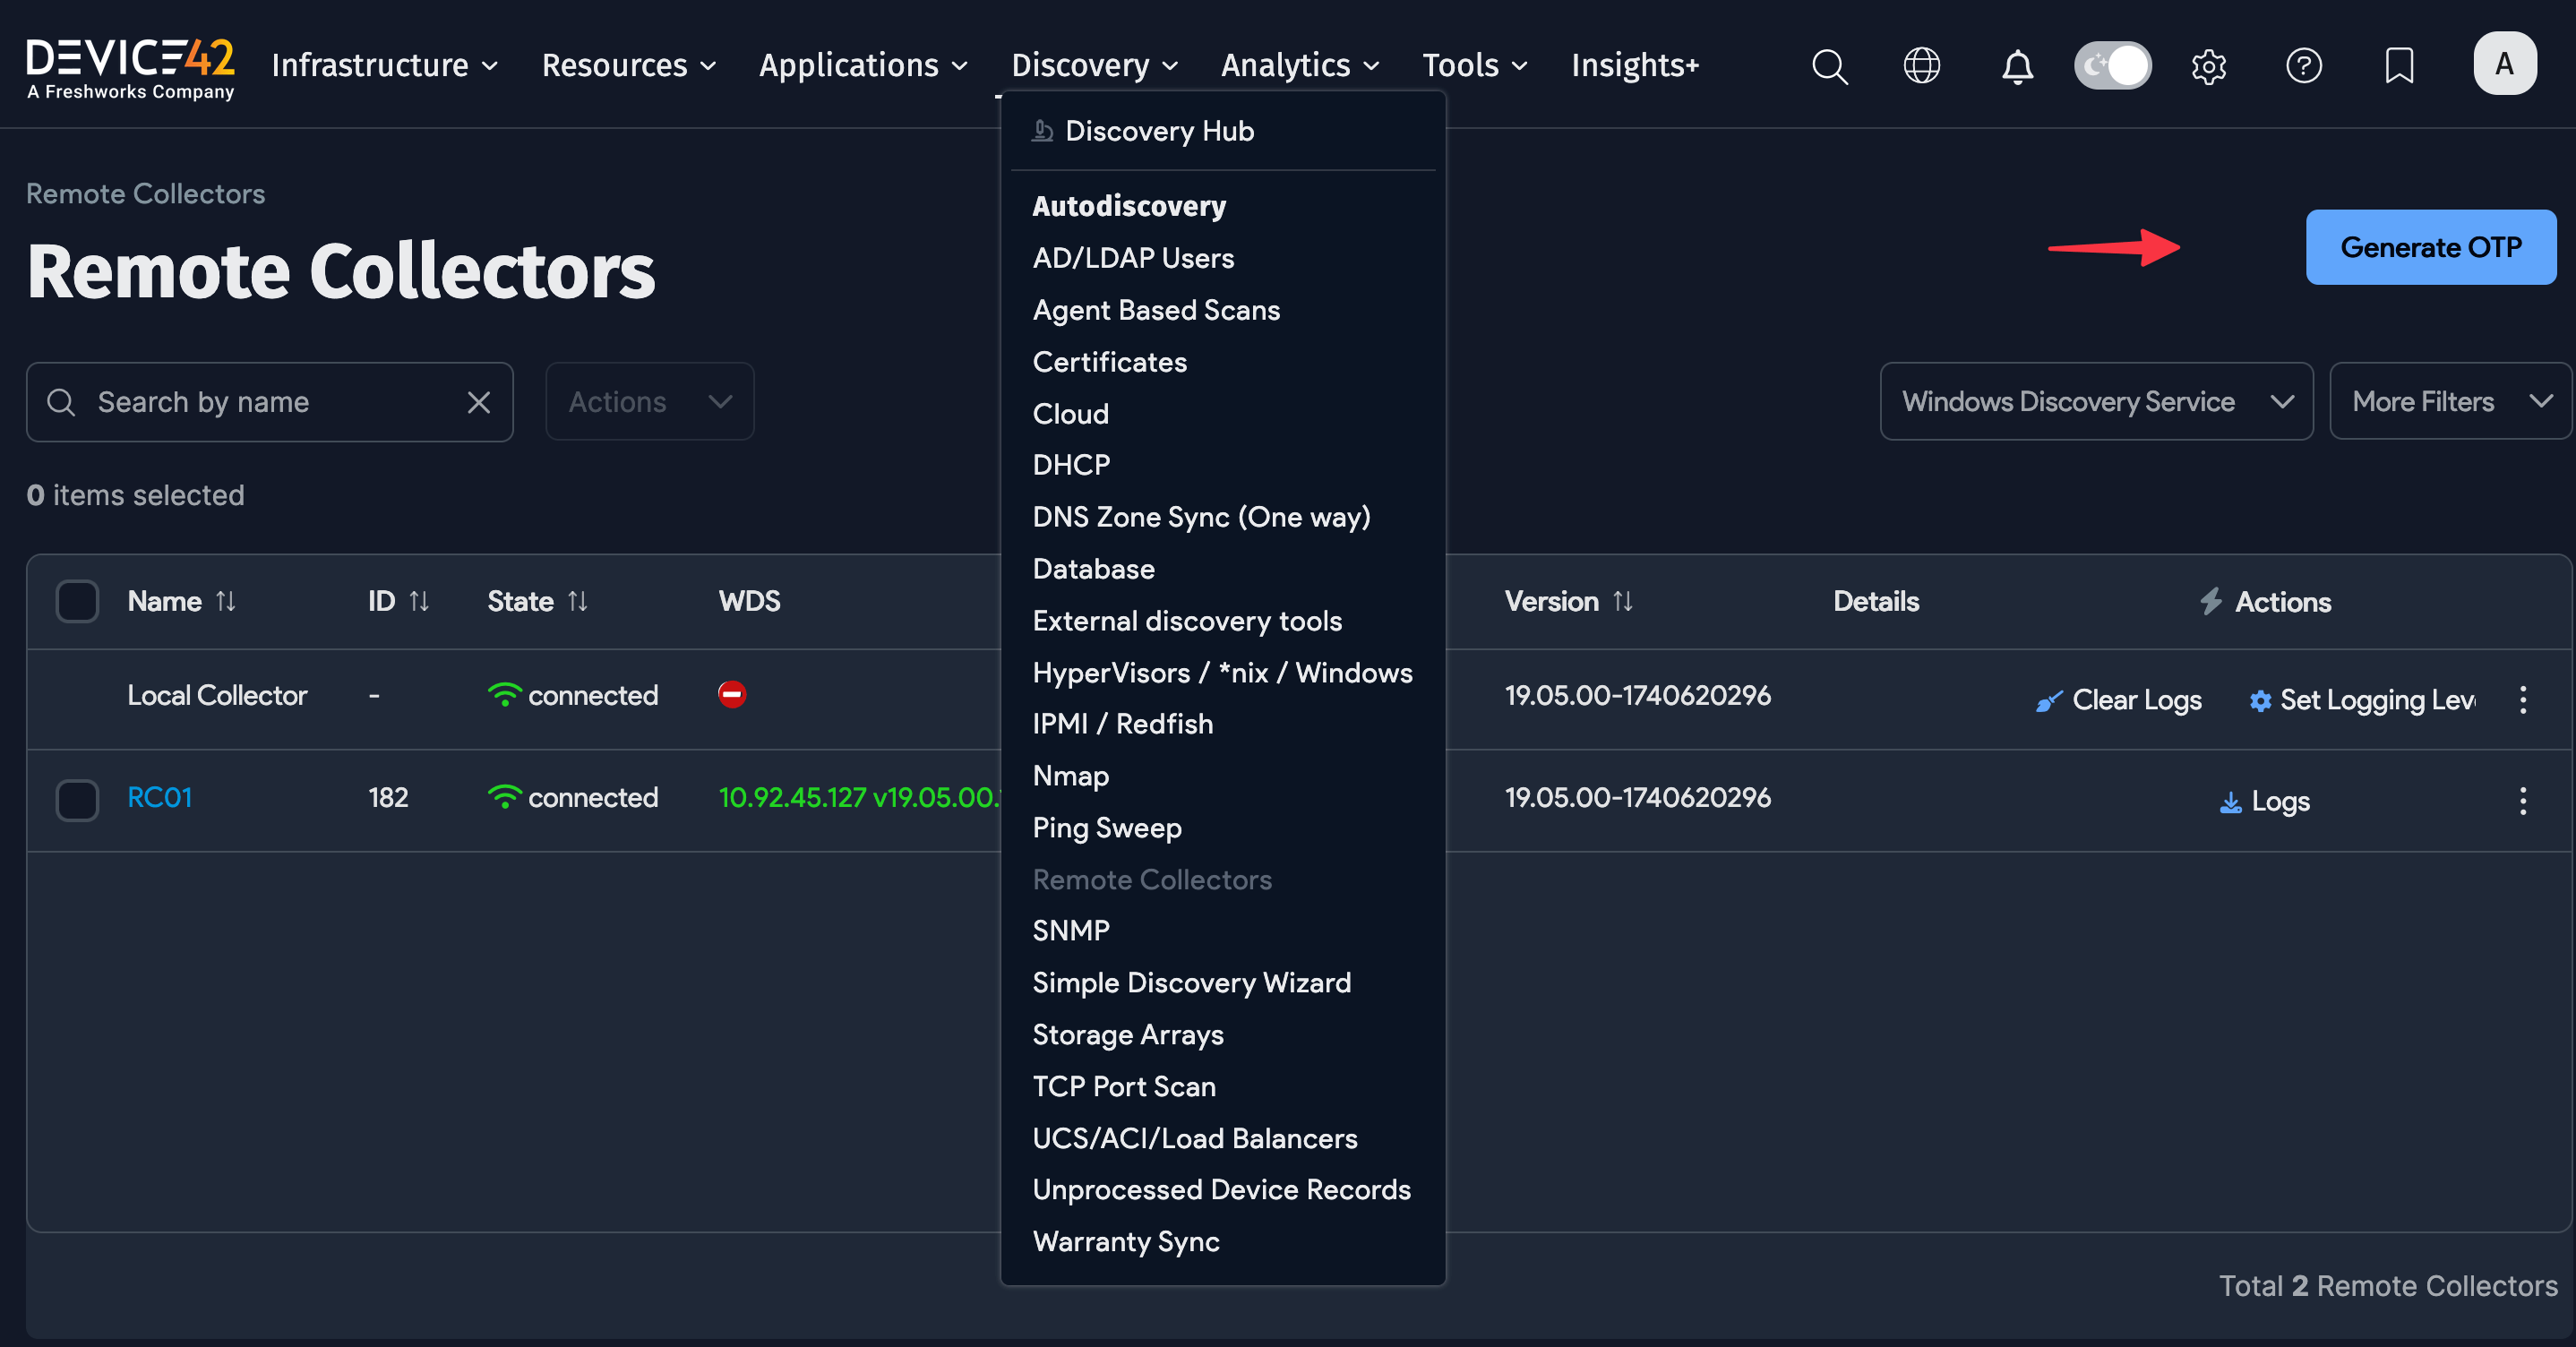 DEVICE42
A Freshworks Company
Infrastructure
Resources
Applications
Discovery
Analytics
Tools
Insights+
A
Discovery Hub
Autodiscovery
AD/LDAP Users
Agent Based Scans
Certificates
Cloud
DHCP
DNS Zone Sync (One way)
Database
External discovery tools
HyperVisors / *nix / Windows
IPMI / Redfish
Nmap
Ping Sweep
Remote Collectors
SNMP
Simple Discovery Wizard
Storage Arrays
TCP Port Scan
UCS/ACI/Load Balancers
Unprocessed Device Records
Warranty Sync
Remote Collectors
Remote Collectors
Generate OTP
Search by name
Actions
Windows Discovery Service
More Filters
0 items selected
Name ID State WDS Version Details Actions
Local Collector - connected 19.05.00-1740620296 Clear Logs Set Logging Leve
RC01 182 connected 10.92.45.127 v19.05.00. 19.05.00-1740620296 Logs
Total 2 Remote Collectors